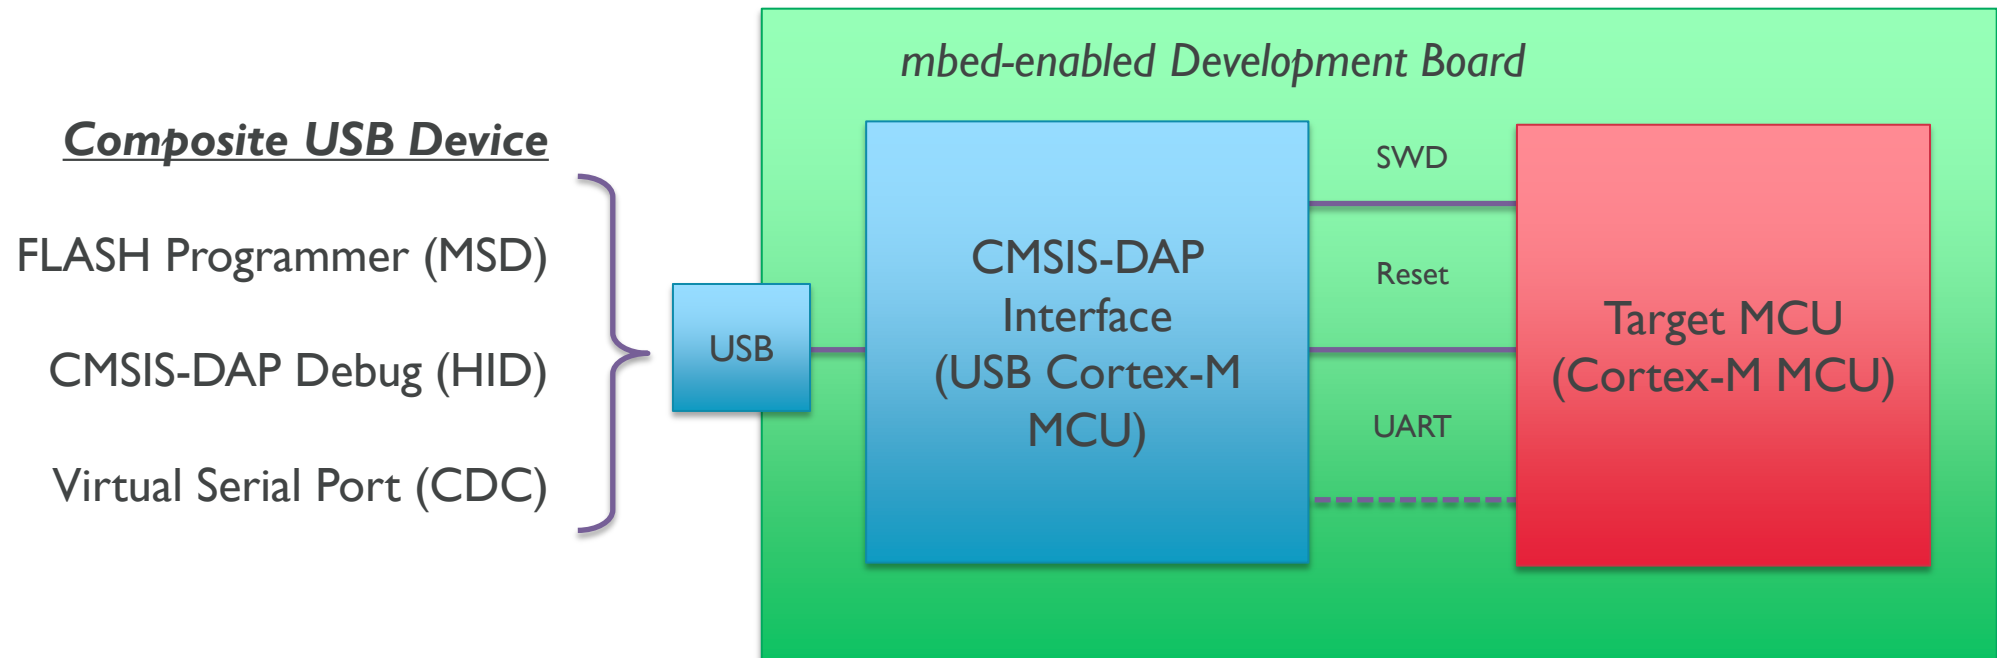 mbed-enabled Development Board
Composite USB Device
FLASH Programmer (MSD)
CMSIS-DAP Debug (HID)
Virtual Serial Port (CDC)
USB
CMSIS-DAP
Interface
(USB Cortex-M
MCU)
SWD
Reset
UART
Target MCU
(Cortex-M MCU)